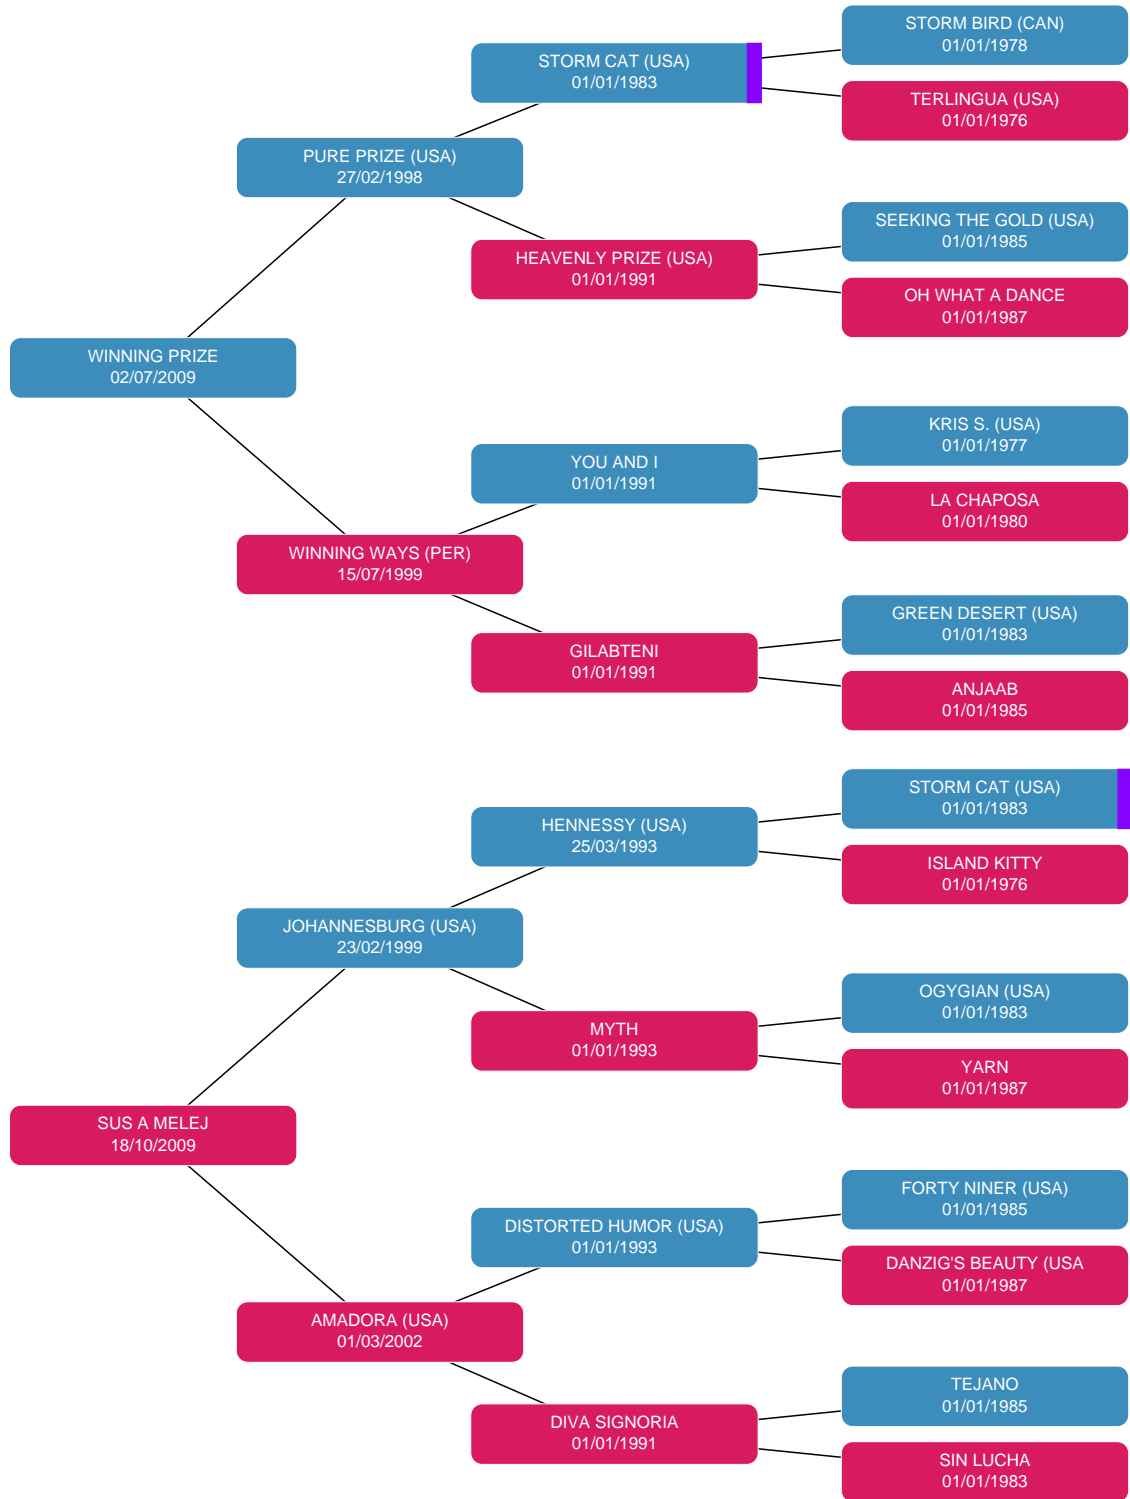 STORM BIRD (CAN)
01/01/1978
STORM CAT (USA)
01/01/1983
TERLINGUA (USA)
01/01/1976
PURE PRIZE (USA)
27/02/1998
SEEKING THE GOLD (USA)
01/01/1985
HEAVENLY PRIZE (USA)
01/01/1991
OH WHAT A DANCE
01/01/1987
WINNING PRIZE
02/07/2009
KRIS S. (USA)
01/01/1977
YOU AND I
01/01/1991
LA CHAPOSA
01/01/1980
WINNING WAYS (PER)
15/07/1999
GREEN DESERT (USA)
01/01/1983
GILABTENI
01/01/1991
ANJAAB
01/01/1985
STORM CAT (USA)
01/01/1983
HENNESSY (USA)
25/03/1993
ISLAND KITTY
01/01/1976
JOHANNESBURG (USA)
23/02/1999
OGYGIAN (USA)
01/01/1983
MYTH
01/01/1993
YARN
01/01/1987
SUS A MELEJ
18/10/2009
FORTY NINER (USA)
01/01/1985
DISTORTED HUMOR (USA)
01/01/1993
DANZIG'S BEAUTY (USA
01/01/1987
AMADORA (USA)
01/03/2002
TEJANO
01/01/1985
DIVA SIGNORIA
01/01/1991
SIN LUCHA
01/01/1983